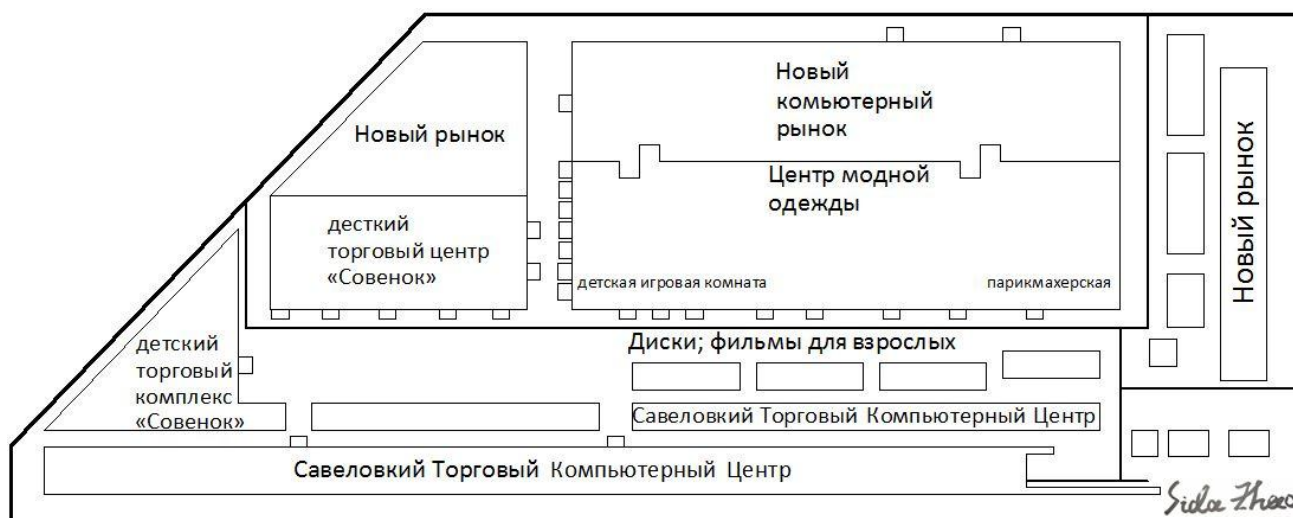 Новый
комьютерный
рынок
Новый рынок
Центр модной
одежды
десткий
торговый центр
«Совенок»
детская игровая комната
парикмахерская
Новый рынок
Диски; фильмы для взрослых
детский
торговый
комплекс
«Совенок»
Савеловкий Торговый Компьютерный Центр
Савеловкий Торговый Компьютерный Центр
Sida Zhao